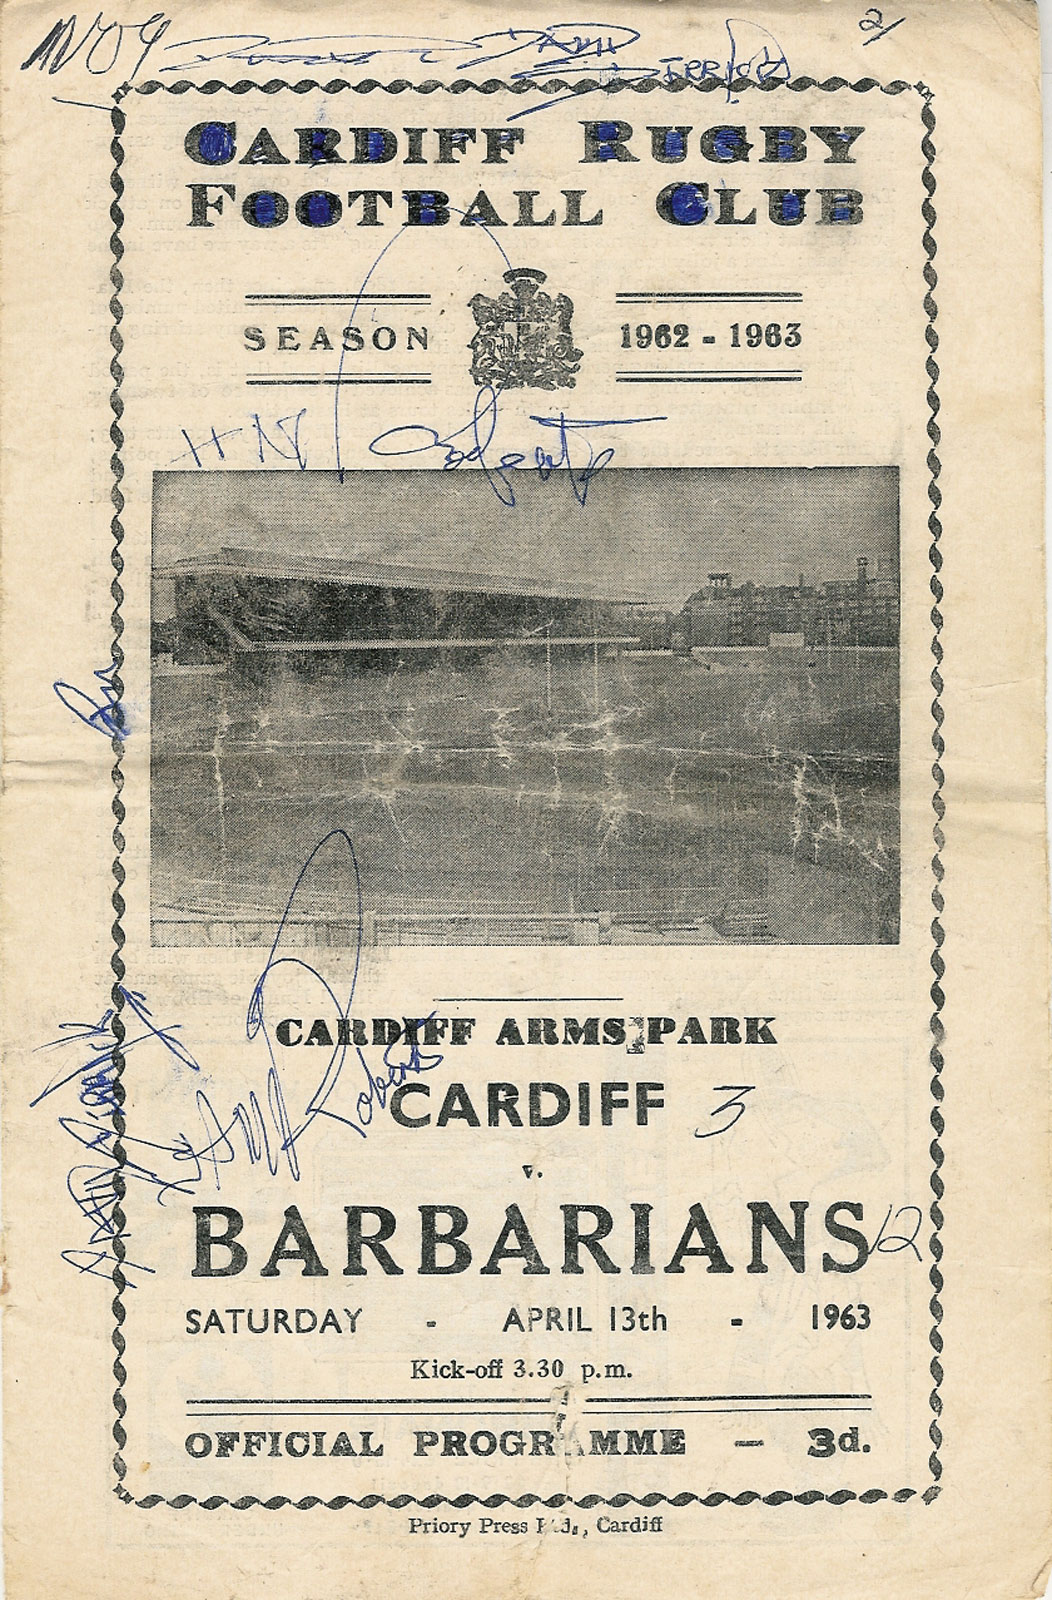 2/
CARDIFF RUGBY
FOOTBALL CLUB
SEASON 1962 - 1963
CARDIFF ARMS PARK
Roberts
CARDIFF 3
v.
BARBARIANS 12
SATURDAY - APRIL 13th - 1963
Kick-off 3.30 p.m.
OFFICIAL PROGRAMME — 3d.
Priory Press Ltd., Cardiff